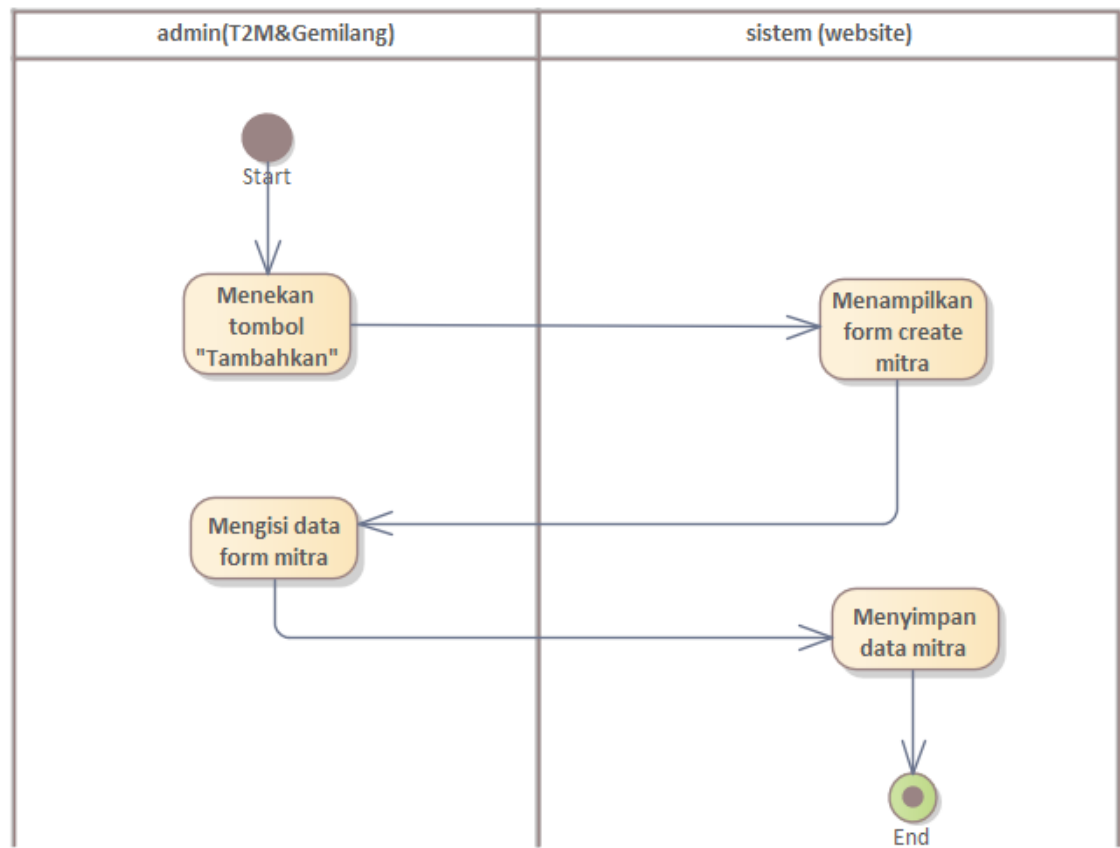 admin(T2M&Gemilang)
sistem (website)
Start
Menekan
tombol
"Tambahkan"
Menampilkan
form create
mitra
Mengisi data
form mitra
Menyimpan
data mitra
End